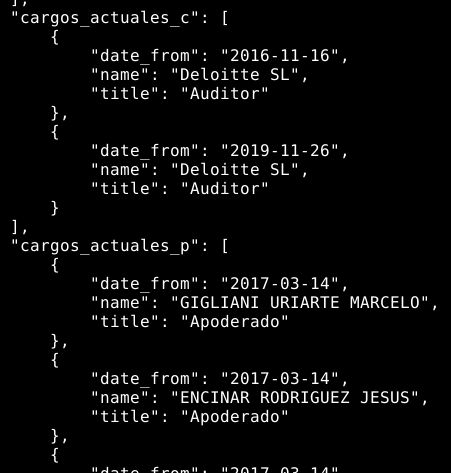 ],
"cargos_actuales_c": [
{
"date_from": "2016-11-16",
"name": "Deloitte SL",
"title": "Auditor"
},
{
"date_from": "2019-11-26",
"name": "Deloitte SL",
"title": "Auditor"
}
],
"cargos_actuales_p": [
{
"date_from": "2017-03-14",
"name": "GIGLIANI URIARTE MARCELO",
"title": "Apoderado"
},
{
"date_from": "2017-03-14",
"name": "ENCINAR RODRIGUEZ JESUS",
"title": "Apoderado"
},
{
"date_from": "2017-03-14"